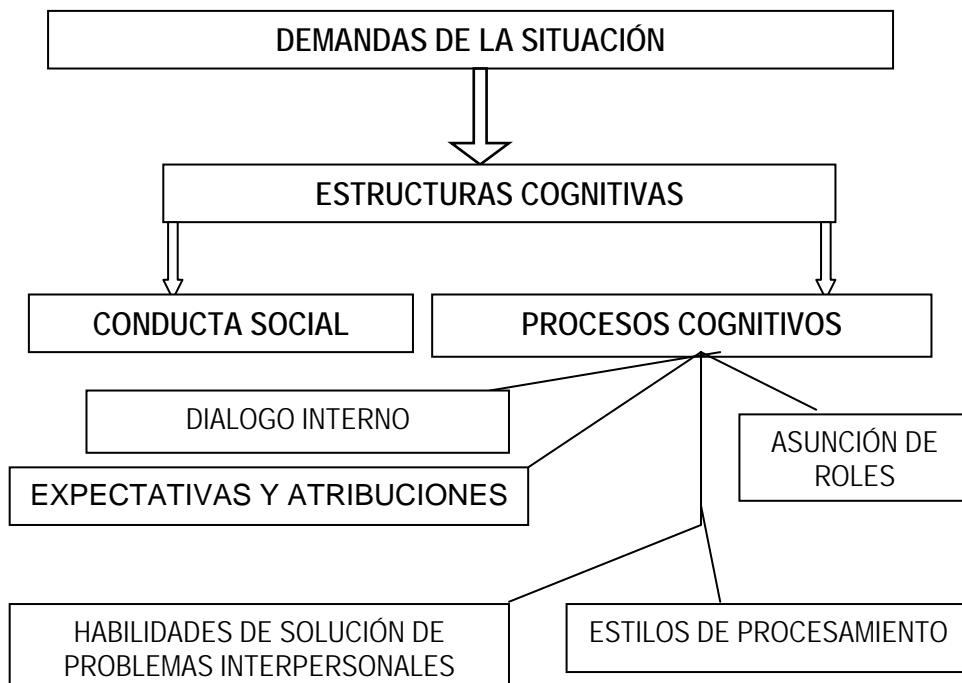 DEMANDAS DE LA SITUACIÓN
ESTRUCTURAS COGNITIVAS
CONDUCTA SOCIAL
PROCESOS COGNITIVOS
DIALOGO INTERNO
ASUNCIÓN DE
ROLES
EXPECTATIVAS Y ATRIBUCIONES
HABILIDADES DE SOLUCIÓN DE
PROBLEMAS INTERPERSONALES
ESTILOS DE PROCESAMIENTO